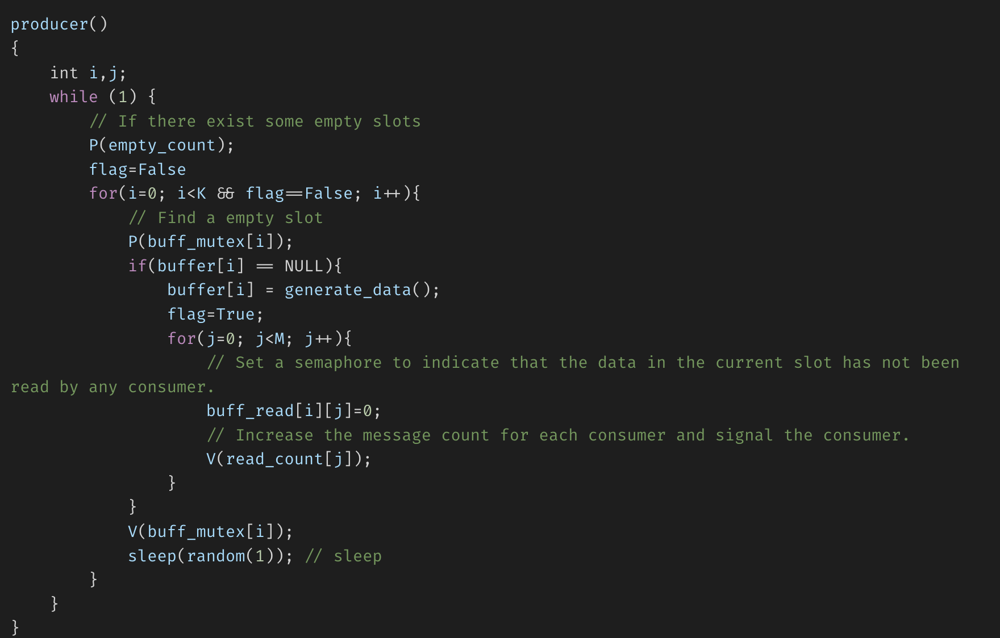 producer()
{
    int i,j;
    while (1) {
        // If there exist some empty slots
        P(empty_count);
        flag=False
        for(i=0; i<K && flag==False; i++){
            // Find a empty slot
            P(buff_mutex[i]);
            if(buffer[i] == NULL){
                buffer[i] = generate_data();
                flag=True;
                for(j=0; j<M; j++){
                    // Set a semaphore to indicate that the data in the current slot has not been
read by any consumer.
                    buff_read[i][j]=0;
                    // Increase the message count for each consumer and signal the consumer.
                    V(read_count[j]);
                }
            }
            V(buff_mutex[i]);
            sleep(random(1)); // sleep
        }
    }
}